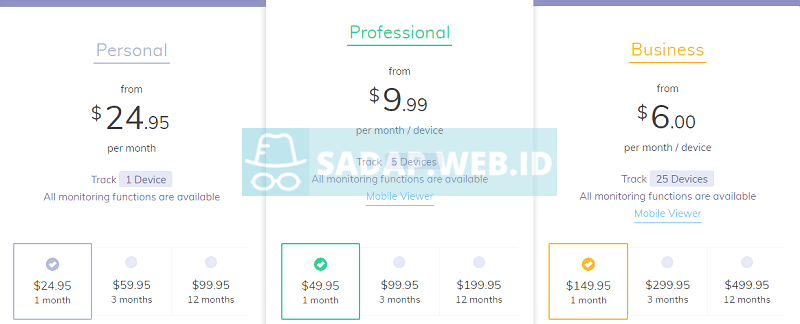 Personal
from
$24.95
per month
Track 1 Device
All monitoring functions are available
$24.95
1 month
$59.95
3 months
$99.95
12 months
Professional
from
$9.99
per month / device
Track 5 Devices
All monitoring functions are available
Mobile Viewer
$49.95
1 month
$99.95
3 months
$199.95
12 months
Business
from
$6.00
per month / device
Track 25 Devices
All monitoring functions are available
Mobile Viewer
$149.95
1 month
$299.95
3 months
$499.95
12 months
SADAP.WEB.ID